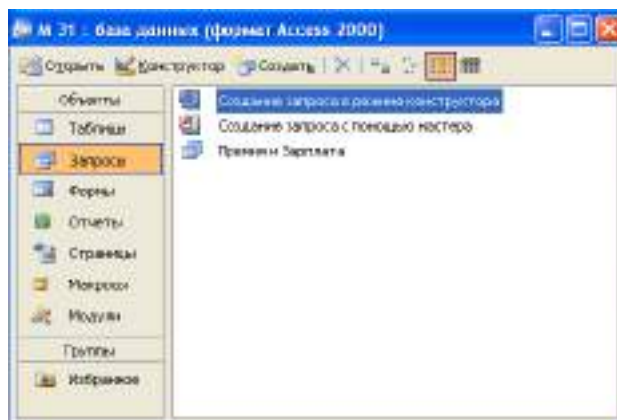 М 31 : база данных (формат Access 2000)
Открыть Конструктор Создать
Объекты
Таблицы
Запросы
Формы
Отчеты
Страницы
Макросы
Модули
Группы
Избранное
Создание запроса в режиме конструктора
Создание запроса с помощью мастера
Премия и Зарплата